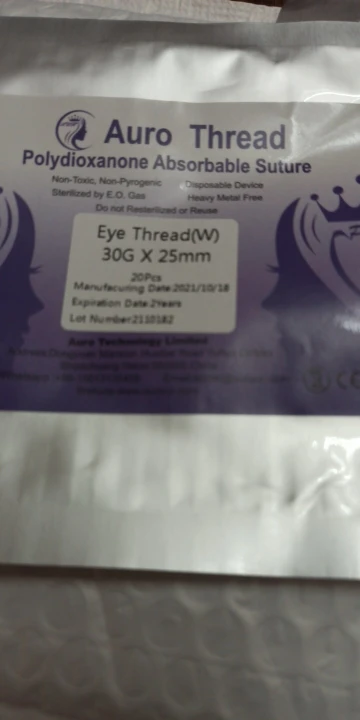 Auro Thread
Polydioxanone Absorbable Suture
Non-Toxic, Non-Pyrogenic Disposable Device
Sterilized by E.O. Gas Heavy Metal Free
Do not Resterilized or Reuse
Eye Thread(W)
30G X 25mm
20Pcs
Manufacuring Date:2021/10/18
Expiration Date:2Years
Lot Number:2110182
Auro Technology Limited